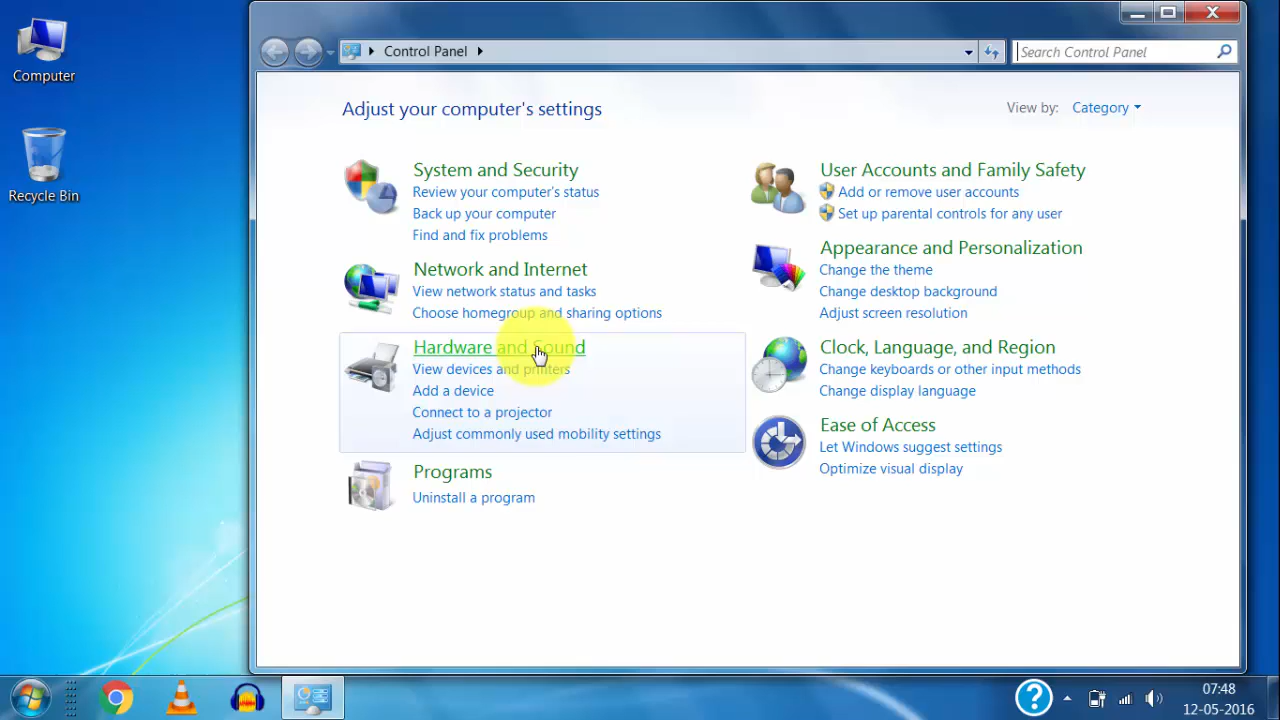 Computer
Recycle Bin
Control Panel
Search Control Panel
Adjust your computer's settings
View by: Category
System and Security
Review your computer's status
Back up your computer
Find and fix problems
Network and Internet
View network status and tasks
Choose homegroup and sharing options
Hardware and Sound
View devices and printers
Add a device
Connect to a projector
Adjust commonly used mobility settings
Programs
Uninstall a program
User Accounts and Family Safety
Add or remove user accounts
Set up parental controls for any user
Appearance and Personalization
Change the theme
Change desktop background
Adjust screen resolution
Clock, Language, and Region
Change keyboards or other input methods
Change display language
Ease of Access
Let Windows suggest settings
Optimize visual display
07:48
12-05-2016